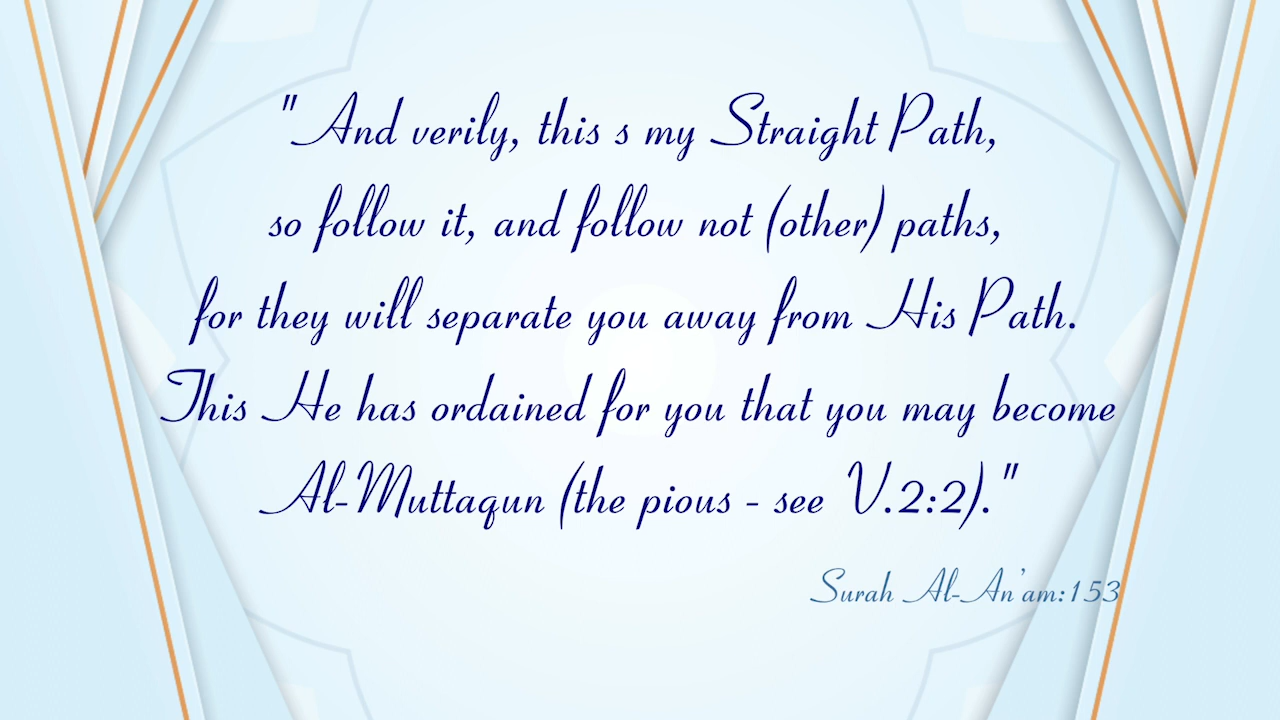 "And verily, this s my Straight Path,
so follow it, and follow not (other) paths,
for they will separate you away from His Path.
This He has ordained for you that you may become
Al-Muttaqun (the pious - see V.2:2)."
Surah Al-An'am:153